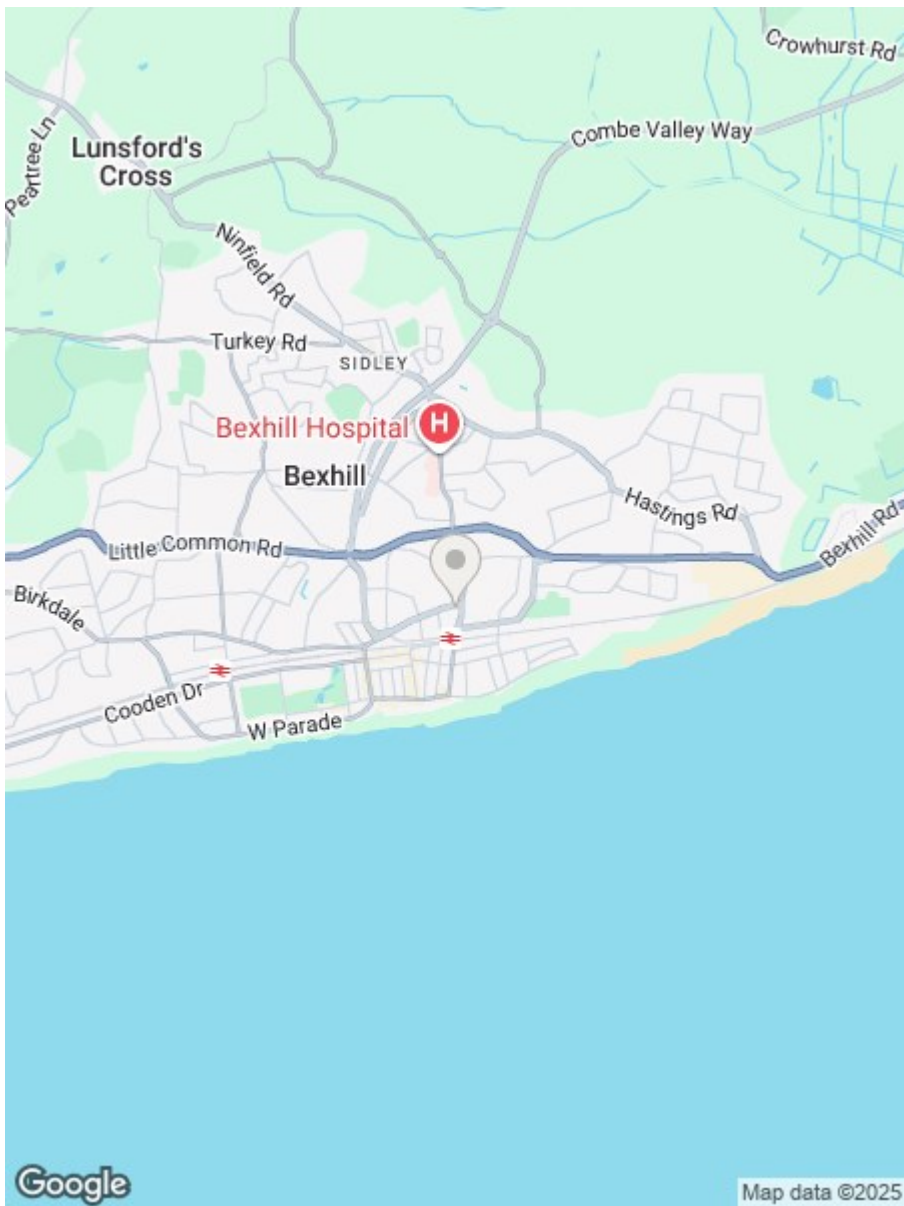 Crowhurst Rd
Combe Valley Way
Peartree Ln
Lunsford's
Cross
Ninfield Rd
Turkey Rd
SIDLEY
Bexhill Hospital
H
Bexhill
Hastings Rd
Bexhill Rd
Little Common Rd
Birkdale
Cooden Dr
W Parade
Google
Map data ©2025